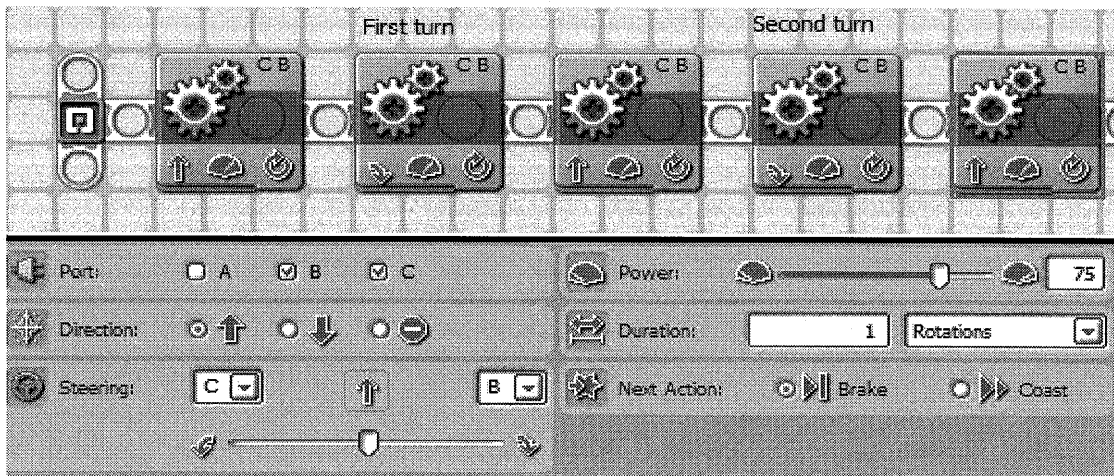 First turn Second turn
C B C B C B C B C B
Port: A B C Power: 75
Direction: Duration: 1 Rotations
Steering: C B Next Action: Brake Coast